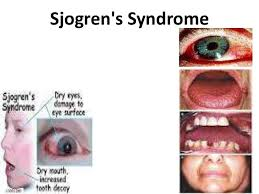 Sjogren's Syndrome
Sjogren's
Syndrome
Dry eyes,
damage to
eye surface
Dry mouth,
increased
tooth decay